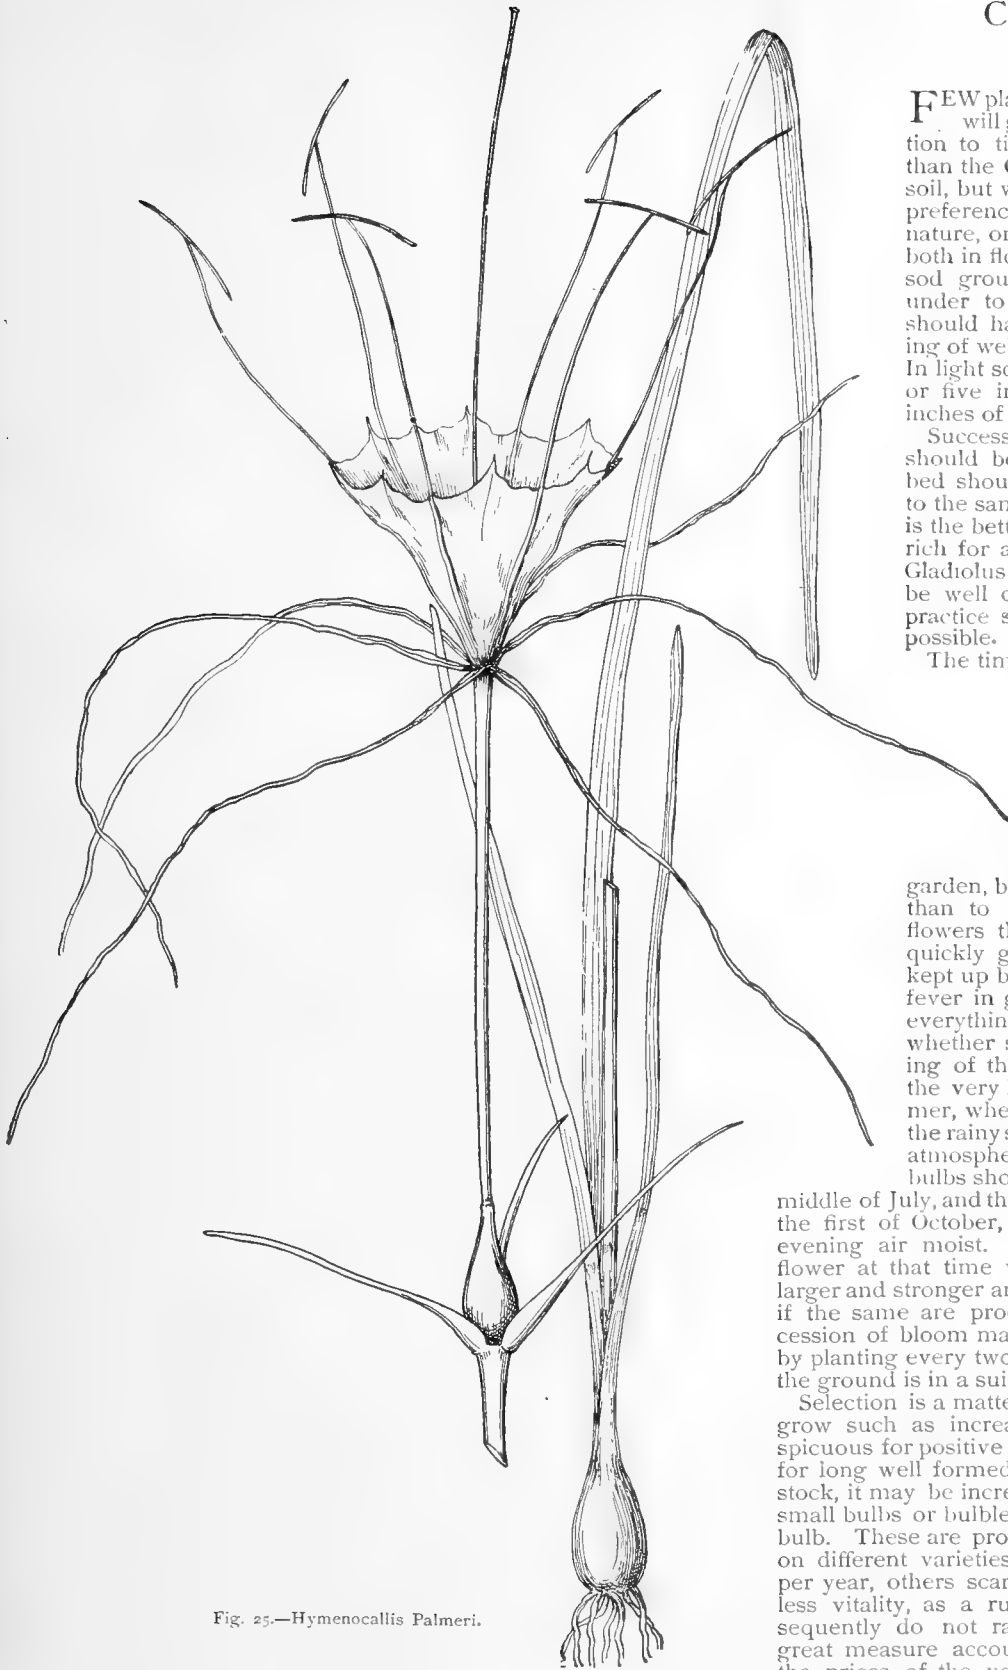 C
FEW pla
will
tion to ti
than the
soil, but w
preferenc
nature, or
both in flo
sod grou
under to
should ha
ing of we
In light so
or five in
inches of
Success
should be
bed shou
to the san
is the bett
rich for a
Gladiolus
be well c
practice s
possible.
The tim
garden, b
than to
flowers th
quickly g
kept up b
fever in g
everythin
whether s
ing of th
the very
mer, whe
the rainy s
atmosphe
bulbs sho
middle of July, and th
the first of October,
evening air moist.
flower at that time
larger and stronger an
if the same are pro
cession of bloom ma
by planting every two
the ground is in a sui
Selection is a matte
grow such as increa
spicuous for positive
for long well formed
stock, it may be incre
small bulbs or bulble
bulb. These are pro
on different varieties
per year, others scar
less vitality, as a ru
sequently do not ra
great measure accou
Fig. 25.—Hymenocallis Palmeri.